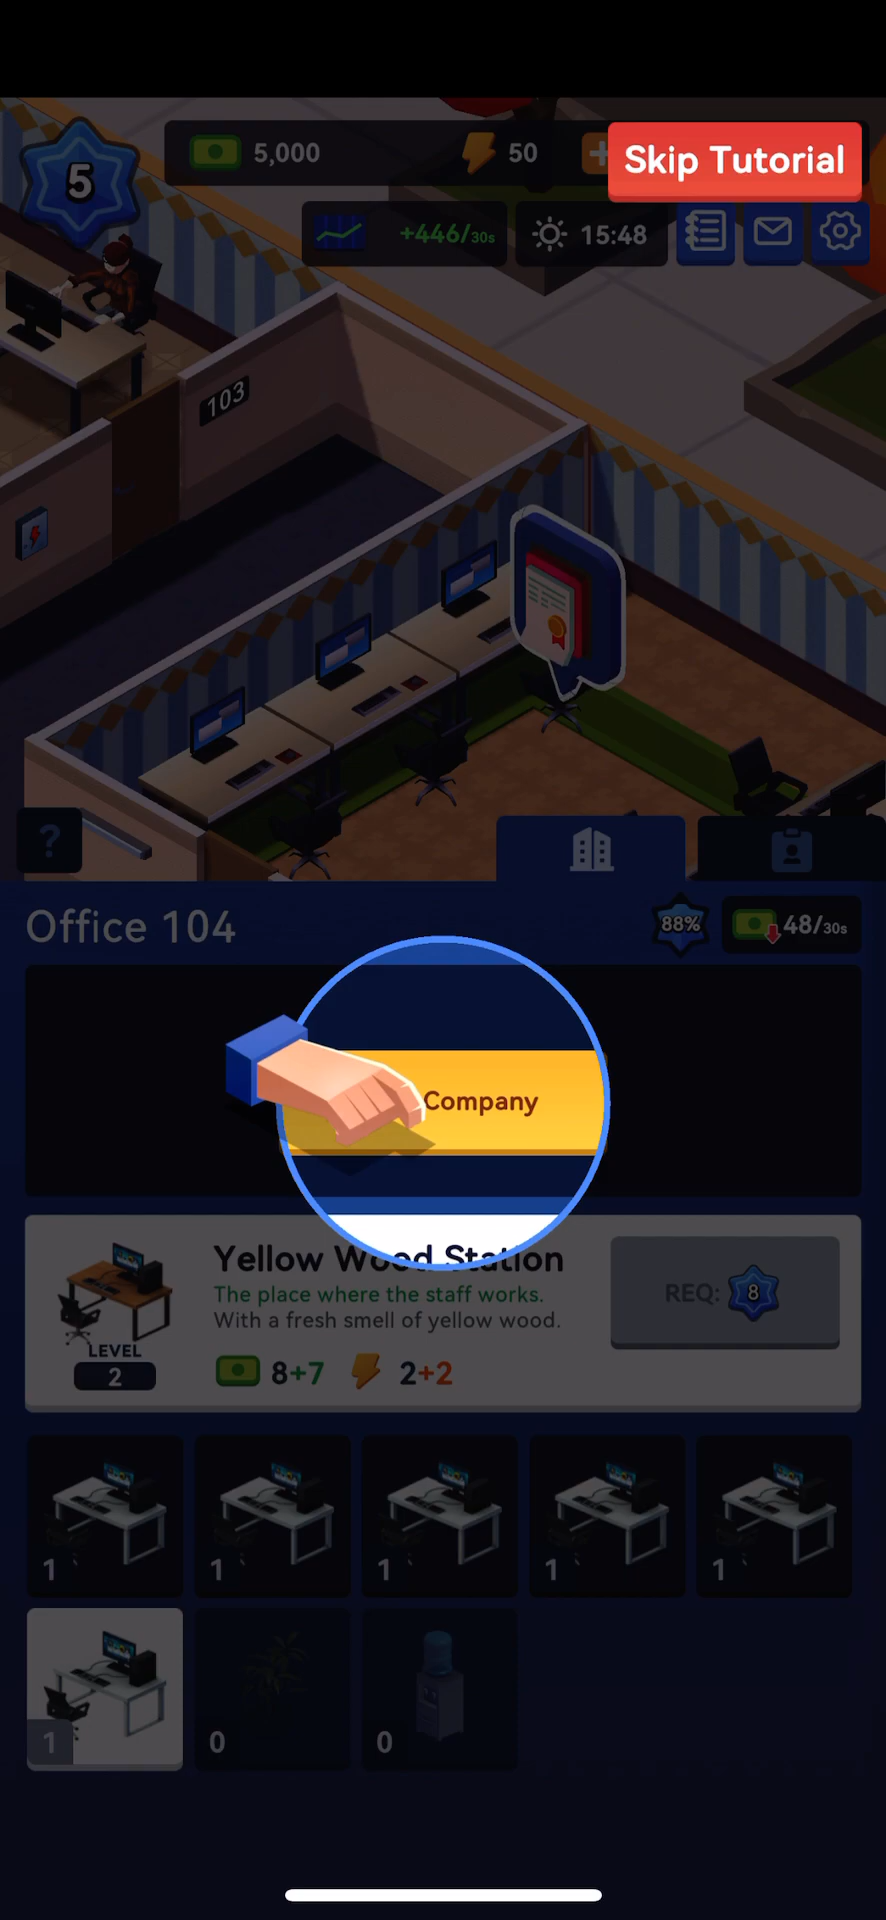 5
5,000
50
Skip Tutorial
+446/30s
15:48
103
?
Office 104
88%
48/30s
Company
Yellow Wood Station
The place where the staff works.
With a fresh smell of yellow wood.
REQ: 8
LEVEL
2
8+7
2+2
1
1
1
1
1
1
0
0